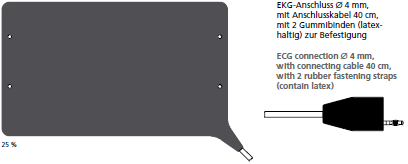 EKG-Anschluss Ø 4 mm,
mit Anschlusskabel 40 cm,
mit 2 Gummibinden (latex-
haltig) zur Befestigung
ECG connection Ø 4 mm,
with connecting cable 40 cm,
with 2 rubber fastening straps
(contain latex)
25 %